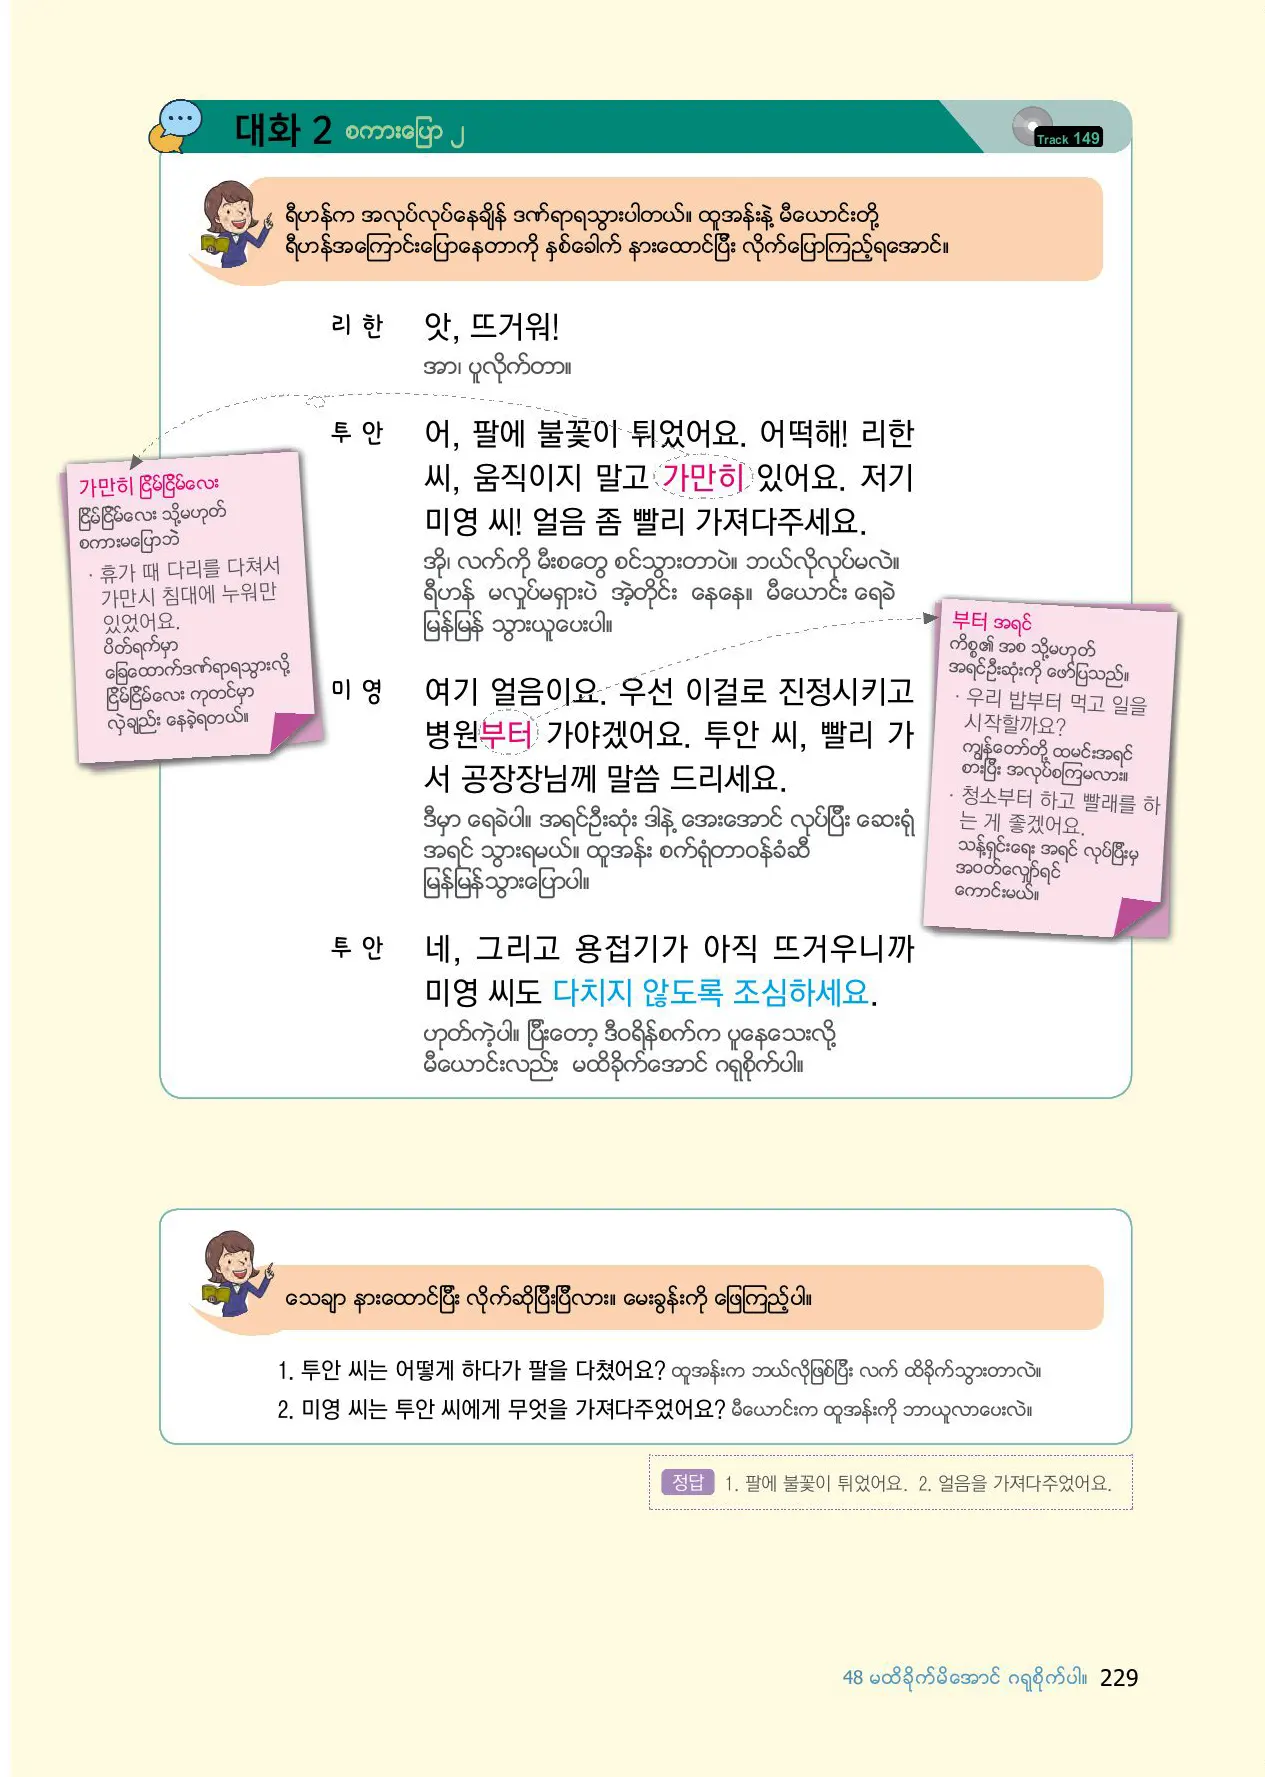 대화 2 စကားပြော ၂
Track 149
ရီဟန်က အလုပ်လုပ်နေချိန် ဒဏ်ရာရသွားပါတယ်။ ထူအန်းနဲ့ မီယောင်းတို့
ရီဟန်အကြောင်းပြောနေတာကို နှစ်ခေါက် နားထောင်ပြီး လိုက်ပြောကြည့်ရအောင်။
리 한 앗, 뜨거워!
အာ၊ ပူလိုက်တာ။
투 안 어, 팔에 불꽃이 튀었어요. 어떡해! 리한
씨, 움직이지 말고 가만히 있어요. 저기
미영 씨! 얼음 좀 빨리 가져다주세요.
အို၊ လက်ကို မီးစတွေ စင်သွားတာပဲ။ ဘယ်လိုလုပ်မလဲ။
ရီဟန် မလှုပ်မရှားပဲ အဲ့တိုင်း နေနေ။ မီယောင်း ရေခဲ
မြန်မြန် သွားယူပေးပါ။
미 영 여기 얼음이요. 우선 이걸로 진정시키고
병원부터 가야겠어요. 투안 씨, 빨리 가
서 공장장님께 말씀 드리세요.
ဒီမှာ ရေခဲပါ။ အရင်ဦးဆုံး ဒါနဲ့ အေးအောင် လုပ်ပြီး ဆေးရုံ
အရင် သွားရမယ်။ ထူအန်း စက်ရုံတာဝန်ခံဆီ
မြန်မြန်သွားပြောပါ။
투 안 네, 그리고 용접기가 아직 뜨거우니까
미영 씨도 다치지 않도록 조심하세요.
ဟုတ်ကဲ့ပါ။ ပြီးတော့ ဒီဝရိန်စက်က ပူနေသေးလို့
မီယောင်းလည်း မထိခိုက်အောင် ဂရုစိုက်ပါ။
가만히 ငြိမ်ငြိမ်လေး
ငြိမ်ငြိမ်လေး သို့မဟုတ်
စကားမပြောဘဲ
· 휴가 때 다리를 다쳐서
가만시 침대에 누워만
있었어요.
ပိတ်ရက်မှာ
ခြေထောက်ဒဏ်ရာရသွားလို့
ငြိမ်ငြိမ်လေး ကုတင်မှာ
လှဲချည်း နေခဲ့ရတယ်။
부터 အရင်
ကိစ္စ၏ အစ သို့မဟုတ်
အရင်ဦးဆုံးကို ဖော်ပြသည်။
· 우리 밥부터 먹고 일을
시작할까요?
ကျွန်တော်တို့ ထမင်းအရင်
စားပြီး အလုပ်စကြမလား။
· 청소부터 하고 빨래를 하
는 게 좋겠어요.
သန့်ရှင်းရေး အရင် လုပ်ပြီးမှ
အဝတ်လျှော်ရင်
ကောင်းမယ်။
သေချာ နားထောင်ပြီး လိုက်ဆိုပြီးပြီလား။ မေးခွန်းကို ဖြေကြည့်ပါ။
1. 투안 씨는 어떻게 하다가 팔을 다쳤어요? ထူအန်းက ဘယ်လိုဖြစ်ပြီး လက် ထိခိုက်သွားတာလဲ။
2. 미영 씨는 투안 씨에게 무엇을 가져다주었어요? မီယောင်းက ထူအန်းကို ဘာယူလာပေးလဲ။
정답 1. 팔에 불꽃이 튀었어요. 2. 얼음을 가져다주었어요.
48 မထိခိုက်မိအောင် ဂရုစိုက်ပါ။ 229